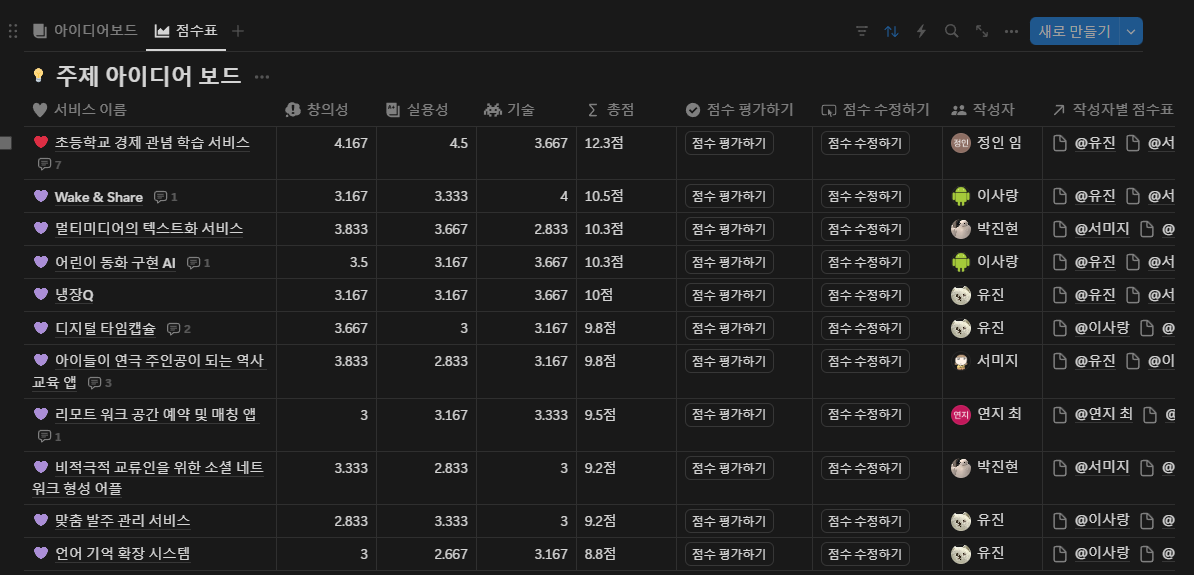 아이디어보드 점수표 새로 만들기
주제 아이디어 보드
서비스 이름 창의성 실용성 기술 총점 점수 평가하기 점수 수정하기 작성자 작성자별 점수표
초등학교 경제 관념 학습 서비스 4.167 4.5 3.667 12.3점 점수 평가하기 점수 수정하기 정인 정인 임 @유진 @서
7
Wake & Share 1 3.167 3.333 4 10.5점 점수 평가하기 점수 수정하기 이사랑 @유진 @서
멀티미디어의 텍스트화 서비스 3.833 3.667 2.833 10.3점 점수 평가하기 점수 수정하기 박진현 @서미지 @
어린이 동화 구현 AI 1 3.5 3.167 3.667 10.3점 점수 평가하기 점수 수정하기 이사랑 @유진 @서
냉장Q 3.167 3.167 3.667 10점 점수 평가하기 점수 수정하기 유진 @유진 @서
디지털 타임캡슐 2 3.667 3 3.167 9.8점 점수 평가하기 점수 수정하기 유진 @이사랑 @
아이들이 연극 주인공이 되는 역사 3.833 2.833 3.167 9.8점 점수 평가하기 점수 수정하기 서미지 @유진 @이
교육 앱 3
리모트 워크 공간 예약 및 매칭 앱 3 3.167 3.333 9.5점 점수 평가하기 점수 수정하기 연지 연지 최 @연지 최 @
1
비적극적 교류인을 위한 소셜 네트 3.333 2.833 3 9.2점 점수 평가하기 점수 수정하기 박진현 @서미지 @
워크 형성 어플
맞춤 발주 관리 서비스 2.833 3.333 3 9.2점 점수 평가하기 점수 수정하기 유진 @이사랑 @
언어 기억 확장 시스템 3 2.667 3.167 8.8점 점수 평가하기 점수 수정하기 유진 @이사랑 @